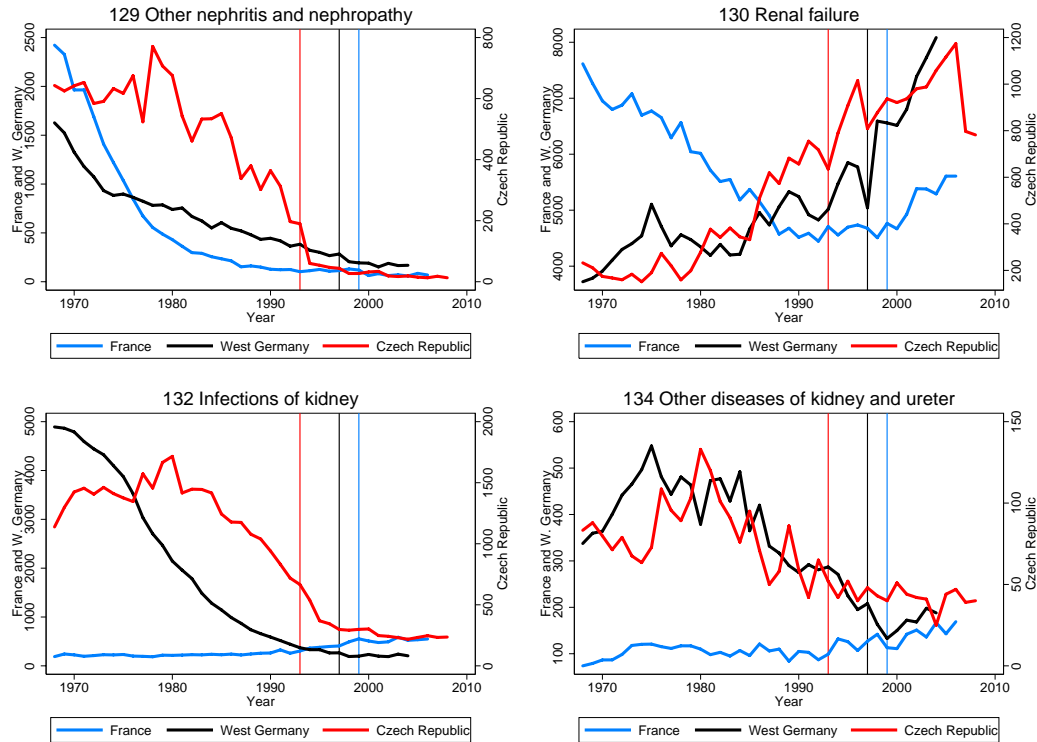 129 Other nephritis and nephropathy
France and W. Germany
0 500 1000 1500 2000 2500
Czech Republic
0 200 400 600 800
1970 1980 1990 2000 2010
Year
France West Germany Czech Republic
130 Renal failure
France and W. Germany
4000 5000 6000 7000 8000
Czech Republic
200 400 600 800 1000 1200
1970 1980 1990 2000 2010
Year
France West Germany Czech Republic
132 Infections of kidney
France and W. Germany
0 1000 2000 3000 4000 5000
Czech Republic
0 500 1000 1500 2000
1970 1980 1990 2000 2010
Year
France West Germany Czech Republic
134 Other diseases of kidney and ureter
France and W. Germany
100 200 300 400 500 600
Czech Republic
0 50 100 150
1970 1980 1990 2000 2010
Year
France West Germany Czech Republic